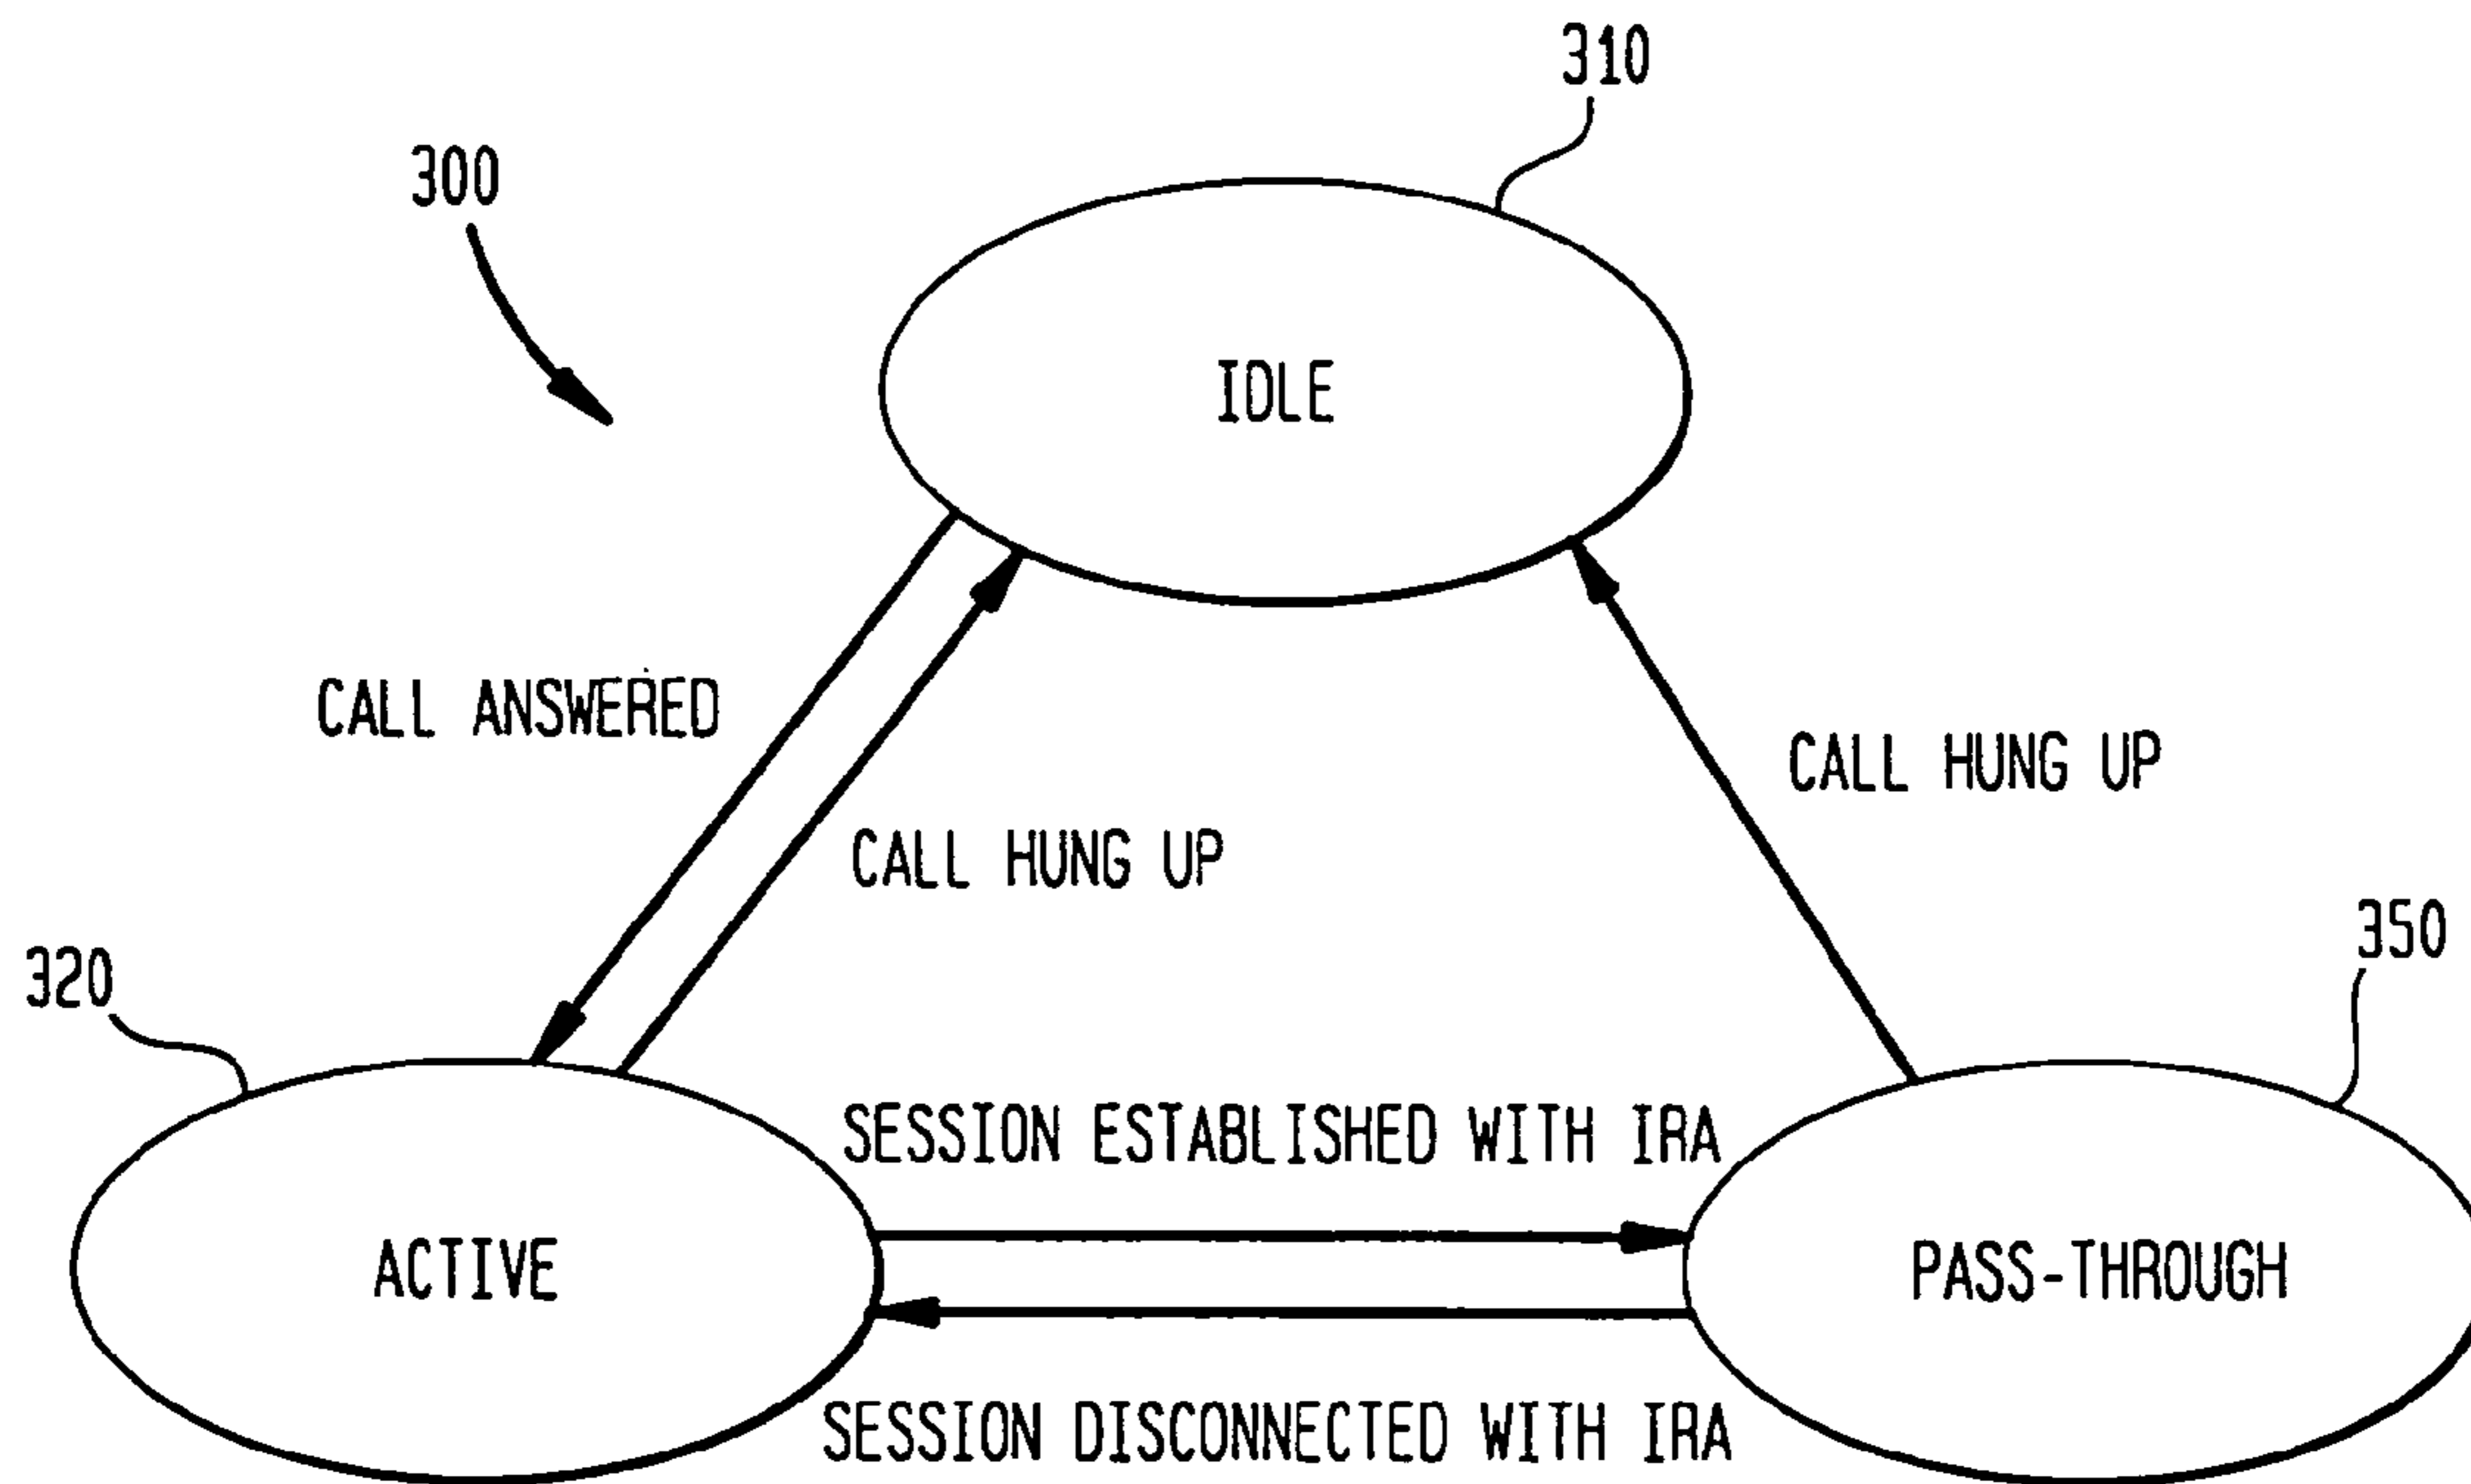 310
300
IDLE
CALL ANSWERED
CALL HUNG UP
CALL HUNG UP
350
320
SESSION ESTABLISHED WITH IRA
ACTIVE
PASS-THROUGH
SESSION DISCONNECTED WITH IRA